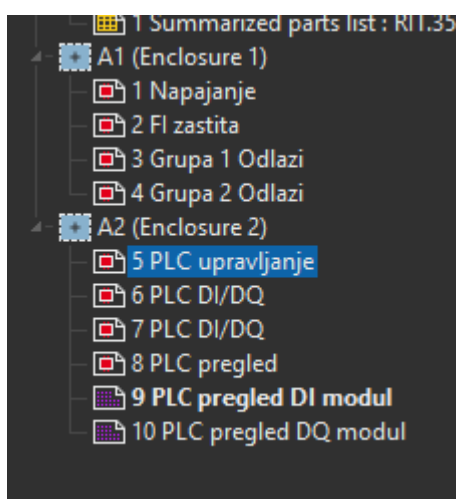 1 Summarized parts list : RIT.35
A1 (Enclosure 1)
1 Napajanje
2 FI zastita
3 Grupa 1 Odlazi
4 Grupa 2 Odlazi
A2 (Enclosure 2)
5 PLC upravljanje
6 PLC DI/DQ
7 PLC DI/DQ
8 PLC pregled
9 PLC pregled DI modul
10 PLC pregled DQ modul